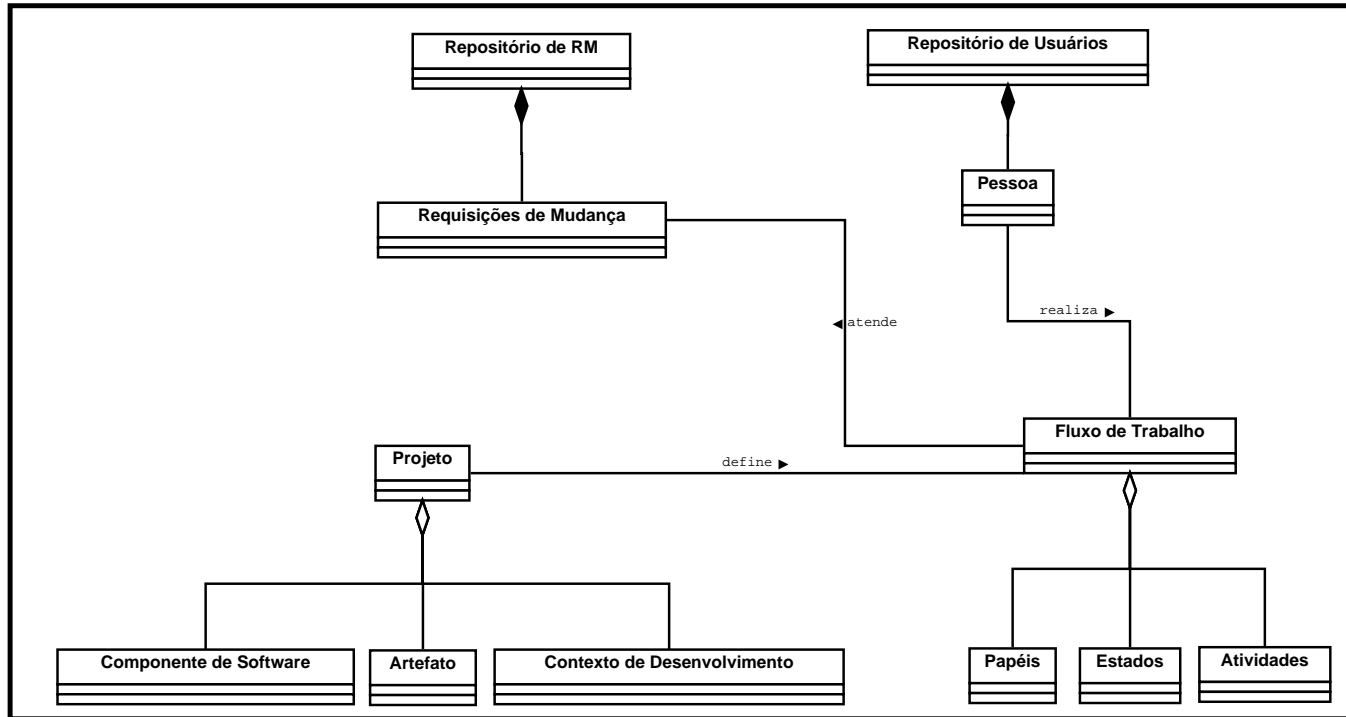 Repositório de RM
Repositório de Usuários
Pessoa
Requisições de Mudança
realiza ►
◄ atende
Fluxo de Trabalho
Projeto
define ►
Componente de Software
Artefato
Contexto de Desenvolvimento
Papéis
Estados
Atividades